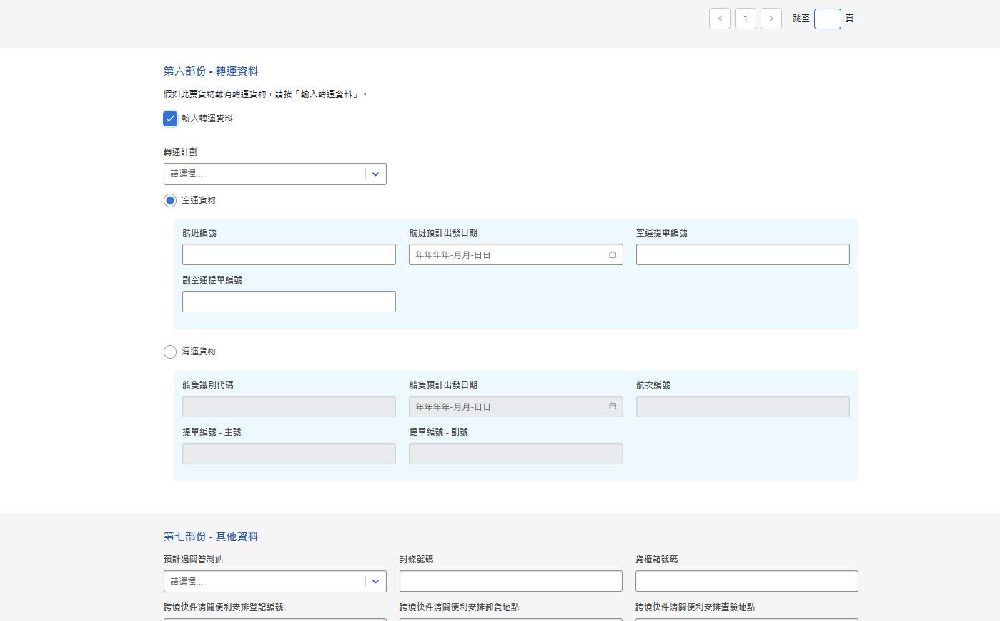 1 跳至 頁
第六部份 - 轉運資料
假如此票貨物載有轉運貨物，請按「輸入轉運資料」。
輸入轉運資料
轉運計劃
請選擇...
空運貨物
航班編號 航班預計出發日期 空運提單編號
年年年年-月月-日日
副空運提單編號
海運貨物
船隻識別代碼 船隻預計出發日期 航次編號
年年年年-月月-日日
提單編號 - 主號 提單編號 - 副號
第七部份 - 其他資料
預計過關管制站 封條號碼 貨櫃箱號碼
請選擇...
跨境快件清關便利安排登記編號 跨境快件清關便利安排卸貨地點 跨境快件清關便利安排查驗地點